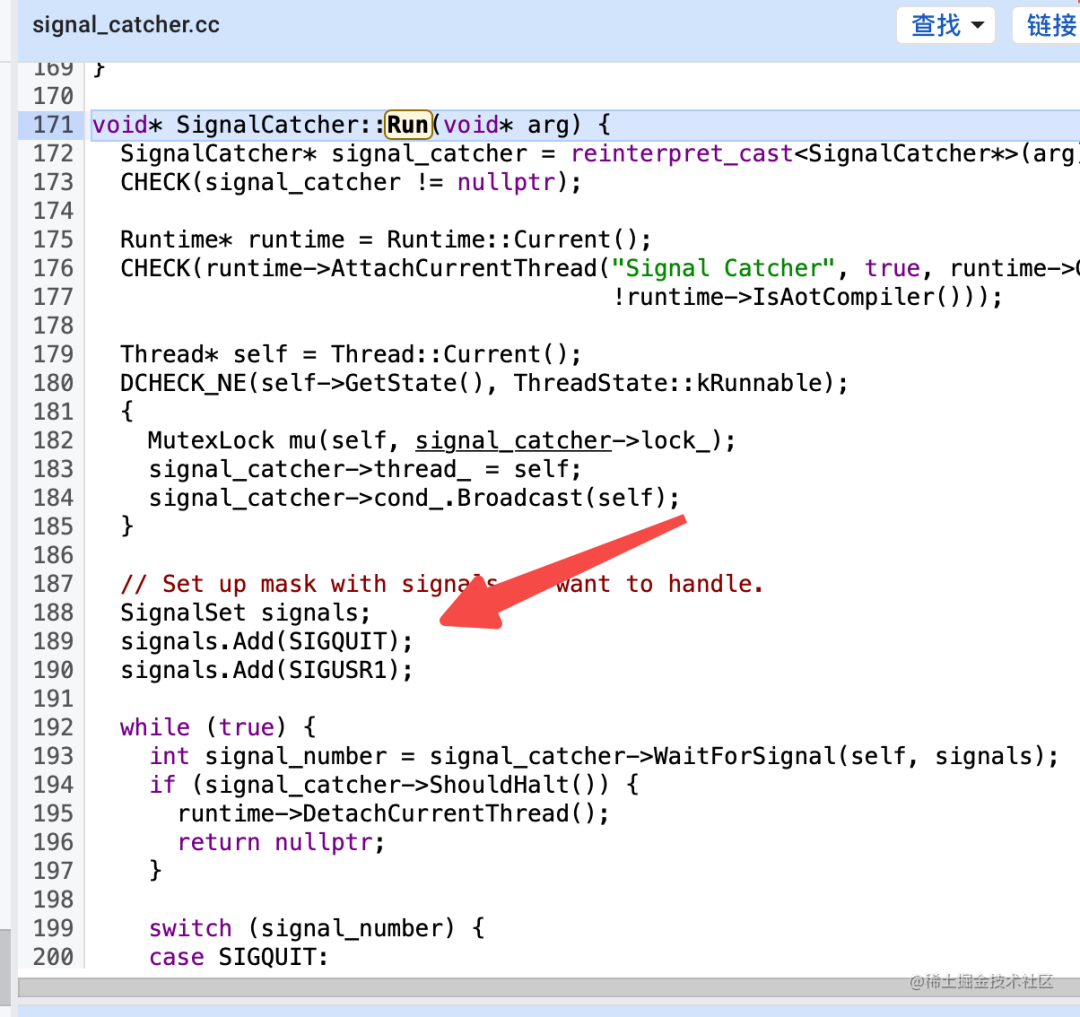 signal_catcher.cc
查找
链接
169 }
170
171 void* SignalCatcher::Run(void* arg) {
172   SignalCatcher* signal_catcher = reinterpret_cast<SignalCatcher*>(arg)
173   CHECK(signal_catcher != nullptr);
174
175   Runtime* runtime = Runtime::Current();
176   CHECK(runtime->AttachCurrentThread("Signal Catcher", true, runtime->
177                                      !runtime->IsAotCompiler()));
178
179   Thread* self = Thread::Current();
180   DCHECK_NE(self->GetState(), ThreadState::kRunnable);
181   {
182     MutexLock mu(self, signal_catcher->lock_);
183     signal_catcher->thread_ = self;
184     signal_catcher->cond_.Broadcast(self);
185   }
186
187   // Set up mask with signals want to handle.
188   SignalSet signals;
189   signals.Add(SIGQUIT);
190   signals.Add(SIGUSR1);
191
192   while (true) {
193     int signal_number = signal_catcher->WaitForSignal(self, signals);
194     if (signal_catcher->ShouldHalt()) {
195       runtime->DetachCurrentThread();
196       return nullptr;
197     }
198
199     switch (signal_number) {
200     case SIGQUIT:
@稀土掘金技术社区